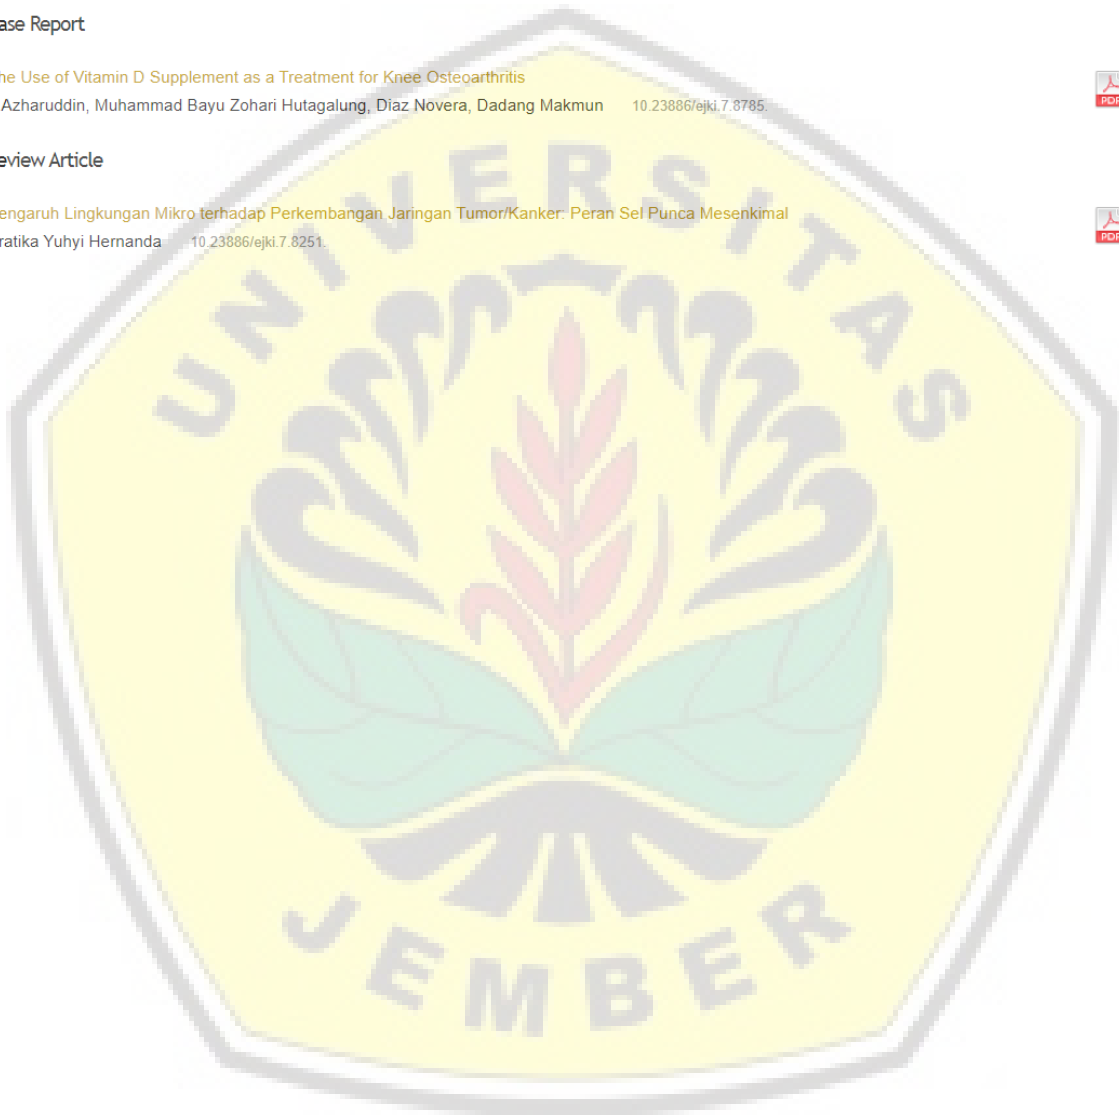 ase Report
he Use of Vitamin D Supplement as a Treatment for Knee Osteoarthritis
Azharuddin, Muhammad Bayu Zohari Hutagalung, Diaz Novera, Dadang Makmun 10.23886/ejki.7.8785.
PDF
eview Article
engaruh Lingkungan Mikro terhadap Perkembangan Jaringan Tumor/Kanker: Peran Sel Punca Mesenkimal
ratika Yuhyi Hernanda 10.23886/ejki.7.8251.
PDF
UNIVERSITAS
JEMBER